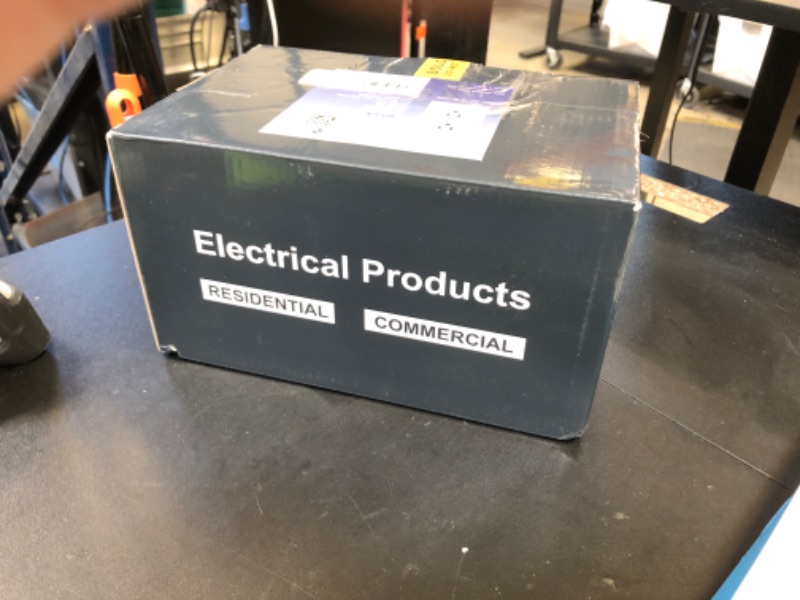 Electrical Products
RESIDENTIAL COMMERCIAL